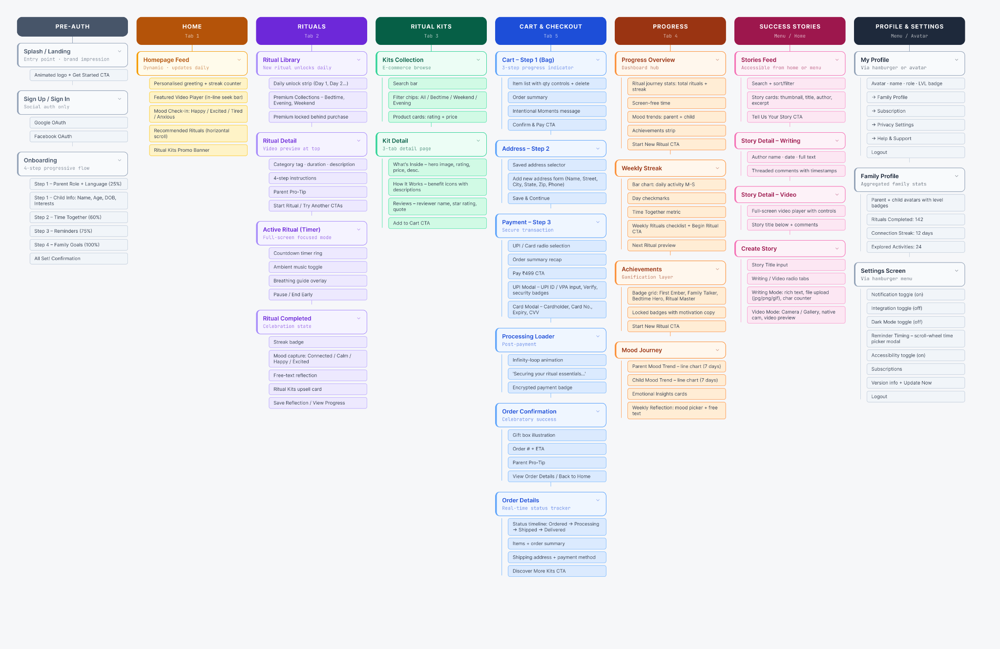 PRE-AUTH
Splash / Landing
Entry point · brand impression
Animated logo + Get Started CTA
Sign Up / Sign In
Social auth only
Google OAuth
Facebook OAuth
Onboarding
4-step progressive flow
Step 1 – Parent Role + Language (25%)
Step 1 – Child Info: Name, Age, DOB,
Interests
Step 2 – Time Together (60%)
Step 3 – Reminders (75%)
Step 4 – Family Goals (100%)
All Set! Confirmation
HOME
Tab 1
Homepage Feed
Dynamic · updates daily
Personalised greeting + streak counter
Featured Video Player (in-line seek bar)
Mood Check-in: Happy / Excited / Tired
/ Anxious
Recommended Rituals (horizontal
scroll)
Ritual Kits Promo Banner
RITUALS
Tab 2
Ritual Library
New ritual unlocks daily
Daily unlock strip (Day 1, Day 2...)
Premium Collections – Bedtime,
Evening, Weekend
Premium locked behind purchase
Ritual Detail
Video preview at top
Category tag · duration · description
4-step instructions
Parent Pro-Tip
Start Ritual / Try Another CTAs
Active Ritual (Timer)
Full-screen focused mode
Countdown timer ring
Ambient music toggle
Breathing guide overlay
Pause / End Early
Ritual Completed
Celebration state
Streak badge
Mood capture: Connected / Calm /
Happy / Excited
Free-text reflection
Ritual Kits upsell card
Save Reflection / View Progress
RITUAL KITS
Tab 3
Kits Collection
E-commerce browse
Search bar
Filter chips: All / Bedtime / Weekend /
Evening
Product cards: rating + price
Kit Detail
3-tab detail page
What's Inside – hero image, rating,
price, desc.
How It Works – benefit icons with
descriptions
Reviews – reviewer name, star rating,
quote
Add to Cart CTA
CART & CHECKOUT
Tab 5
Cart – Step 1 (Bag)
3-step progress indicator
Item list with qty controls + delete
Order summary
Intentional Moments message
Confirm & Pay CTA
Address – Step 2
Saved address selector
Add new address form (Name, Street,
City, State, Zip, Phone)
Save & Continue
Payment – Step 3
Secure transaction
UPI / Card radio selection
Order summary recap
Pay ₹499 CTA
UPI Modal – UPI ID / VPA input, Verify,
security badges
Card Modal – Cardholder, Card No.,
Expiry, CVV
Processing Loader
Post-payment
Infinity-loop animation
'Securing your ritual essentials...'
Encrypted payment badge
Order Confirmation
Celebratory success
Gift box illustration
Order # + ETA
Parent Pro-Tip
View Order Details / Back to Home
Order Details
Real-time status tracker
Status timeline: Ordered → Processing
→ Shipped → Delivered
Items + order summary
Shipping address + payment method
Discover More Kits CTA
PROGRESS
Tab 4
Progress Overview
Dashboard hub
Ritual journey stats: total rituals +
streak
Screen-free time
Mood trends: parent + child
Achievements strip
Start New Ritual CTA
Weekly Streak
Bar chart: daily activity M–S
Day checkmarks
Time Together metric
Weekly Rituals checklist + Begin Ritual
CTA
Next Ritual preview
Achievements
Gamification layer
Badge grid: First Ember, Family Talker,
Bedtime Hero, Ritual Master
Locked badges with motivation copy
Start New Ritual CTA
Mood Journey
Parent Mood Trend – line chart (7 days)
Child Mood Trend – line chart (7 days)
Emotional Insights cards
Weekly Reflection: mood picker + free
text
SUCCESS STORIES
Menu / Home
Stories Feed
Accessible from home or menu
Search + sort/filter
Story cards: thumbnail, title, author,
excerpt
Tell Us Your Story CTA
Story Detail – Writing
Author name · date · full text
Threaded comments with timestamps
Story Detail – Video
Full-screen video player with controls
Story title below + comments
Create Story
Story Title input
Writing / Video radio tabs
Writing Mode: rich text, file upload
(jpg/png/gif), char counter
Video Mode: Camera / Gallery, native
cam, video preview
PROFILE & SETTINGS
Menu / Avatar
My Profile
Via hamburger or avatar
Avatar · name · role · LVL badge
→ Family Profile
→ Subscription
→ Privacy Settings
→ Help & Support
Logout
Family Profile
Aggregated family stats
Parent + child avatars with level
badges
Rituals Completed: 142
Connection Streak: 12 days
Explored Activities: 24
Settings Screen
Via hamburger menu
Notification toggle (on)
Integration toggle (off)
Dark Mode toggle (off)
Reminder Timing – scroll-wheel time
picker modal
Accessibility toggle (on)
Subscriptions
Version info + Update Now
Logout